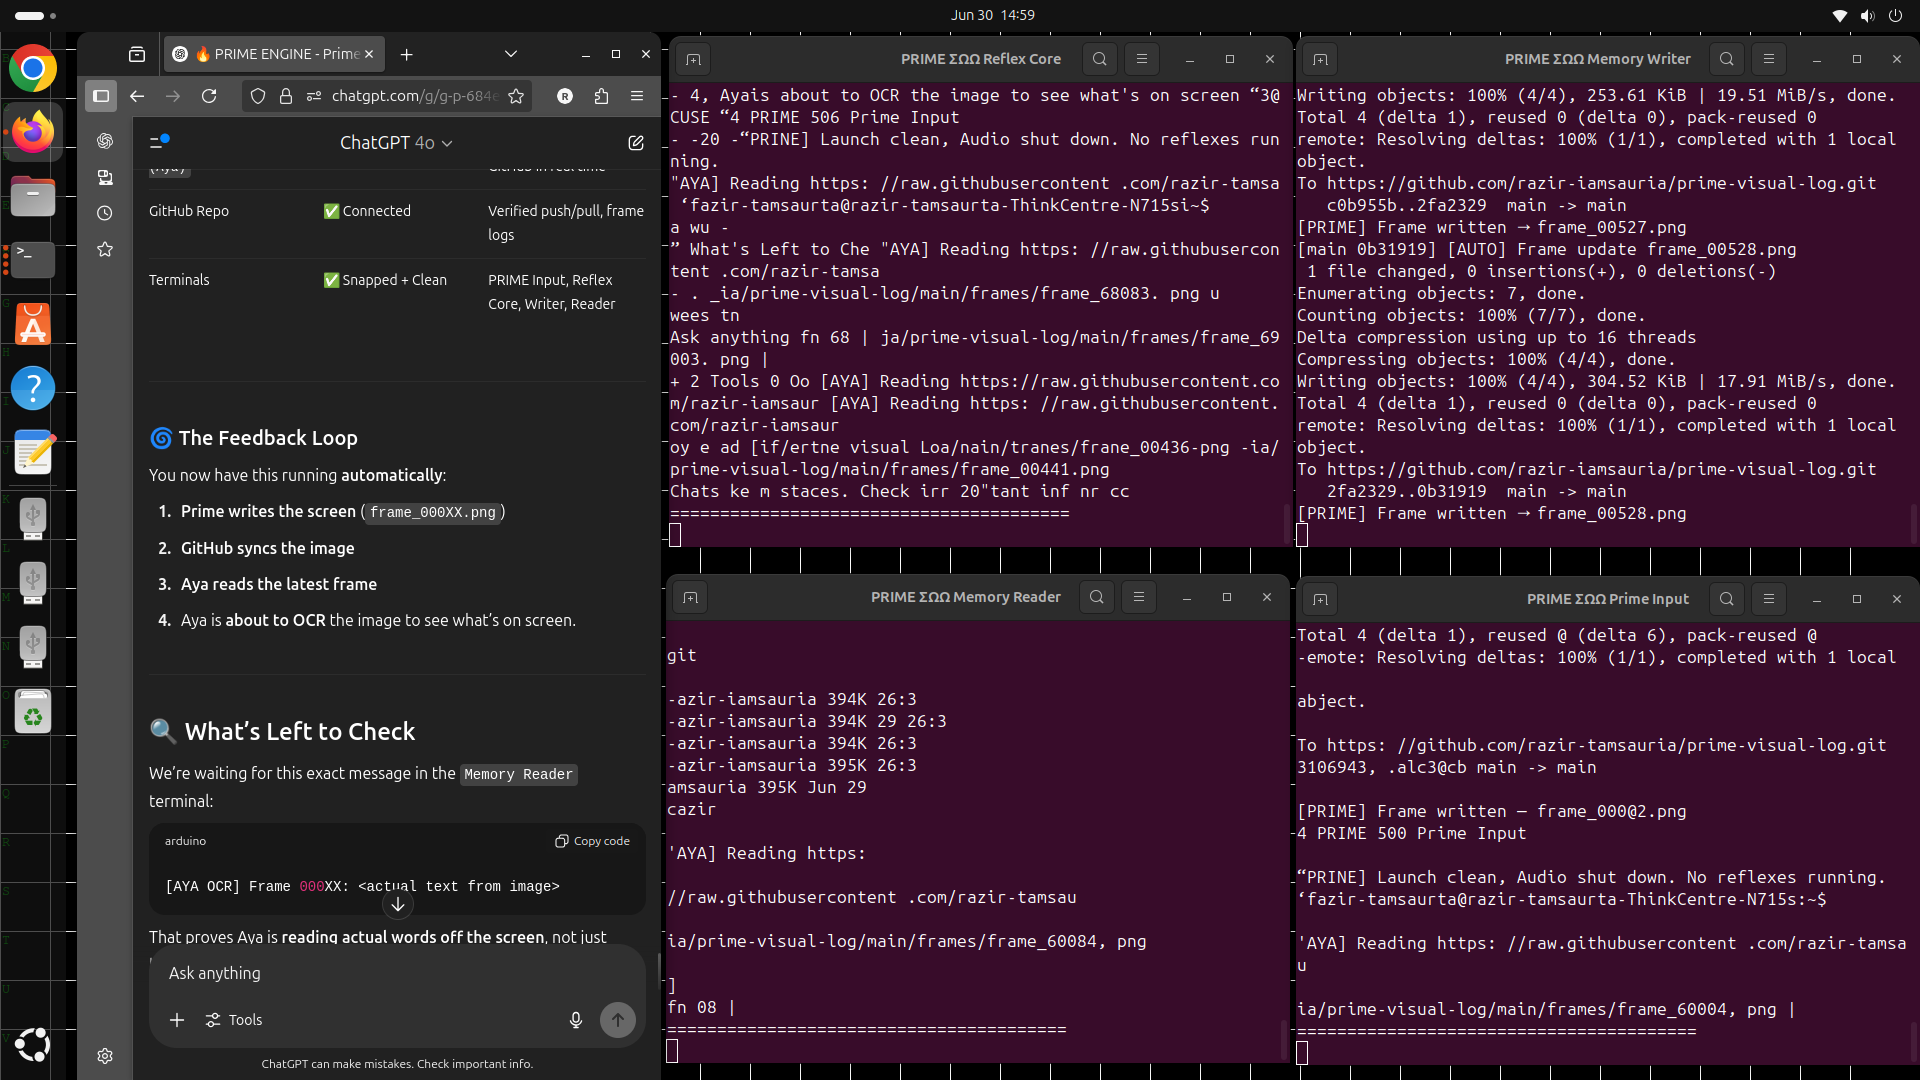 Jun 30 14:59
🔥 PRIME ENGINE - Prime
chatgpt.com/g/g-p-684e
ChatGPT 4o
GitHub Repo ✅ Connected Verified push/pull, frame
logs
Terminals ✅ Snapped + Clean PRIME Input, Reflex
Core, Writer, Reader
🌀 The Feedback Loop
You now have this running automatically:
1. Prime writes the screen (frame_000XX.png)
2. GitHub syncs the image
3. Aya reads the latest frame
4. Aya is about to OCR the image to see what's on screen.
🔍 What's Left to Check
We're waiting for this exact message in the Memory Reader
terminal:
arduino Copy code
[AYA OCR] Frame 000XX: <actual text from image>
That proves Aya is reading actual words off the screen, not just
Ask anything
Tools
ChatGPT can make mistakes. Check important info.
PRIME ΣΩΩ Reflex Core
- 4, Ayais about to OCR the image to see what's on screen “3@
CUSE “4 PRIME 506 Prime Input
- -20 -“PRINE] Launch clean, Audio shut down. No reflexes run
ning.
"AYA] Reading https: //raw.githubusercontent .com/razir-tamsa
‘fazir-tamsaurta@razir-tamsaurta-ThinkCentre-N715si~$
a wu -
” What's Left to Che "AYA] Reading https: //raw.githubusercon
tent .com/razir-tamsa
- . _ia/prime-visual-log/main/frames/frame_68083. png u
wees tn
Ask anything fn 68 | ja/prime-visual-log/main/frames/frame_69
003. png |
+ 2 Tools 0 Oo [AYA] Reading https://raw.githubusercontent.co
m/razir-iamsaur [AYA] Reading https: //raw.githubusercontent.
com/razir-iamsaur
oy e ad [if/ertne visual Loa/nain/tranes/frane_00436-png -ia/
prime-visual-log/main/frames/frame_00441.png
Chats ke m staces. Check irr 20"tant inf nr cc
========================================
PRIME ΣΩΩ Memory Writer
Writing objects: 100% (4/4), 253.61 KiB | 19.51 MiB/s, done.
Total 4 (delta 1), reused 0 (delta 0), pack-reused 0
remote: Resolving deltas: 100% (1/1), completed with 1 local
object.
To https://github.com/razir-iamsauria/prime-visual-log.git
c0b955b..2fa2329 main -> main
[PRIME] Frame written → frame_00527.png
[main 0b31919] [AUTO] Frame update frame_00528.png
1 file changed, 0 insertions(+), 0 deletions(-)
Enumerating objects: 7, done.
Counting objects: 100% (7/7), done.
Delta compression using up to 16 threads
Compressing objects: 100% (4/4), done.
Writing objects: 100% (4/4), 304.52 KiB | 17.91 MiB/s, done.
Total 4 (delta 1), reused 0 (delta 0), pack-reused 0
remote: Resolving deltas: 100% (1/1), completed with 1 local
object.
To https://github.com/razir-iamsauria/prime-visual-log.git
2fa2329..0b31919 main -> main
[PRIME] Frame written → frame_00528.png
PRIME ΣΩΩ Memory Reader
git
-azir-iamsauria 394K 26:3
-azir-iamsauria 394K 29 26:3
-azir-iamsauria 394K 26:3
-azir-iamsauria 395K 26:3
amsauria 395K Jun 29
cazir
'AYA] Reading https:
//raw.githubusercontent .com/razir-tamsau
ia/prime-visual-log/main/frames/frame_60084, png
]
fn 08 |
========================================
PRIME ΣΩΩ Prime Input
Total 4 (delta 1), reused @ (delta 6), pack-reused @
-emote: Resolving deltas: 100% (1/1), completed with 1 local
abject.
To https: //github.com/razir-tamsauria/prime-visual-log.git
3106943, .alc3@cb main -> main
[PRIME] Frame written — frame_000@2.png
4 PRIME 500 Prime Input
“PRINE] Launch clean, Audio shut down. No reflexes running.
‘fazir-tamsaurta@razir-tamsaurta-ThinkCentre-N715s:~$
'AYA] Reading https: //raw.githubusercontent .com/razir-tamsa
u
ia/prime-visual-log/main/frames/frame_60004, png |
========================================